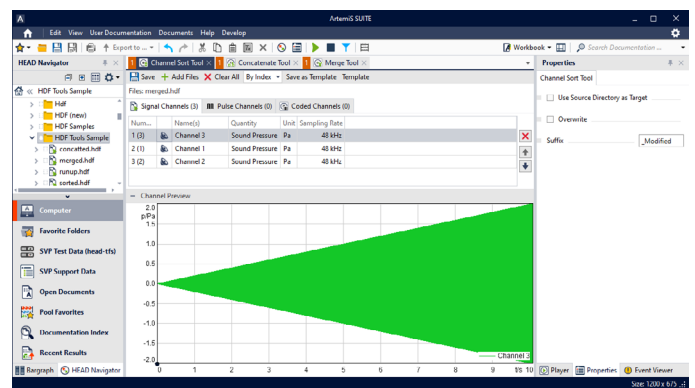 ArtemiS SUITE
Edit View User Documentation Documents Help Develop
Export to ...
Workbook
Search Documentation ...
HEAD Navigator
1 Channel Sort Tool × 1 Concatenate Tool × 1 Merge Tool ×
Properties
Save + Add Files × Clear All By Index Save as Template Template
Channel Sort Tool
HDF Tools Sample
Files: merged.hdf
Use Source Directory as Target
Hdf
HDF (new)
HDF Samples
HDF Tools Sample
concatted.hdf
merged.hdf
runup.hdf
sorted.hdf
Signal Channels (3) Pulse Channels (0) Coded Channels (0)
Overwrite
Suffix _Modified
Num... Name(s) Quantity Unit Sampling Rate
1 (3) Channel 3 Sound Pressure Pa 48 kHz
2 (1) Channel 1 Sound Pressure Pa 48 kHz
3 (2) Channel 2 Sound Pressure Pa 48 kHz
Channel Preview
Computer
Favorite Folders
SVP Test Data (head-tfs)
SVP Support Data
Open Documents
Pool Favorites
Documentation Index
Recent Results
2.0
p/Pa
1.5
1.0
0.5
0.0
-0.5
-1.0
-1.5
-2.0
Channel 3
0 1 2 3 4 5 6 7 8 9 t/s 10
Bargraph HEAD Navigator
Player Properties Event Viewer
Size: 1200 x 675